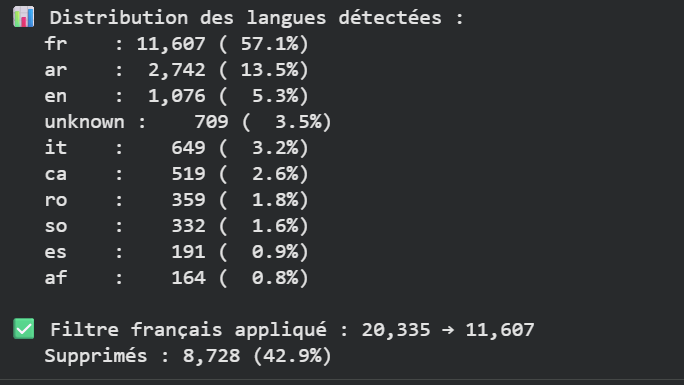 📊 Distribution des langues détectées :
fr : 11,607 ( 57.1%)
ar : 2,742 ( 13.5%)
en : 1,076 ( 5.3%)
unknown : 709 ( 3.5%)
it : 649 ( 3.2%)
ca : 519 ( 2.6%)
ro : 359 ( 1.8%)
so : 332 ( 1.6%)
es : 191 ( 0.9%)
af : 164 ( 0.8%)
✅ Filtre français appliqué : 20,335 → 11,607
Supprimés : 8,728 (42.9%)